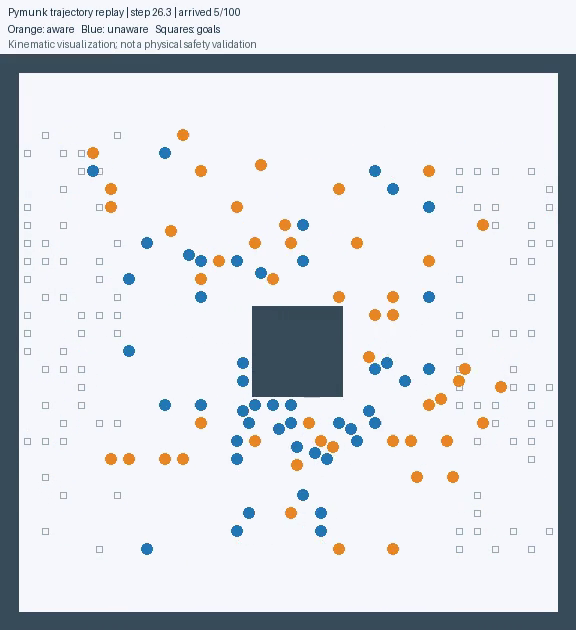 Pymunk trajectory replay | step 26.3 | arrived 5/100
Orange: aware   Blue: unaware   Squares: goals
Kinematic visualization; not a physical safety validation